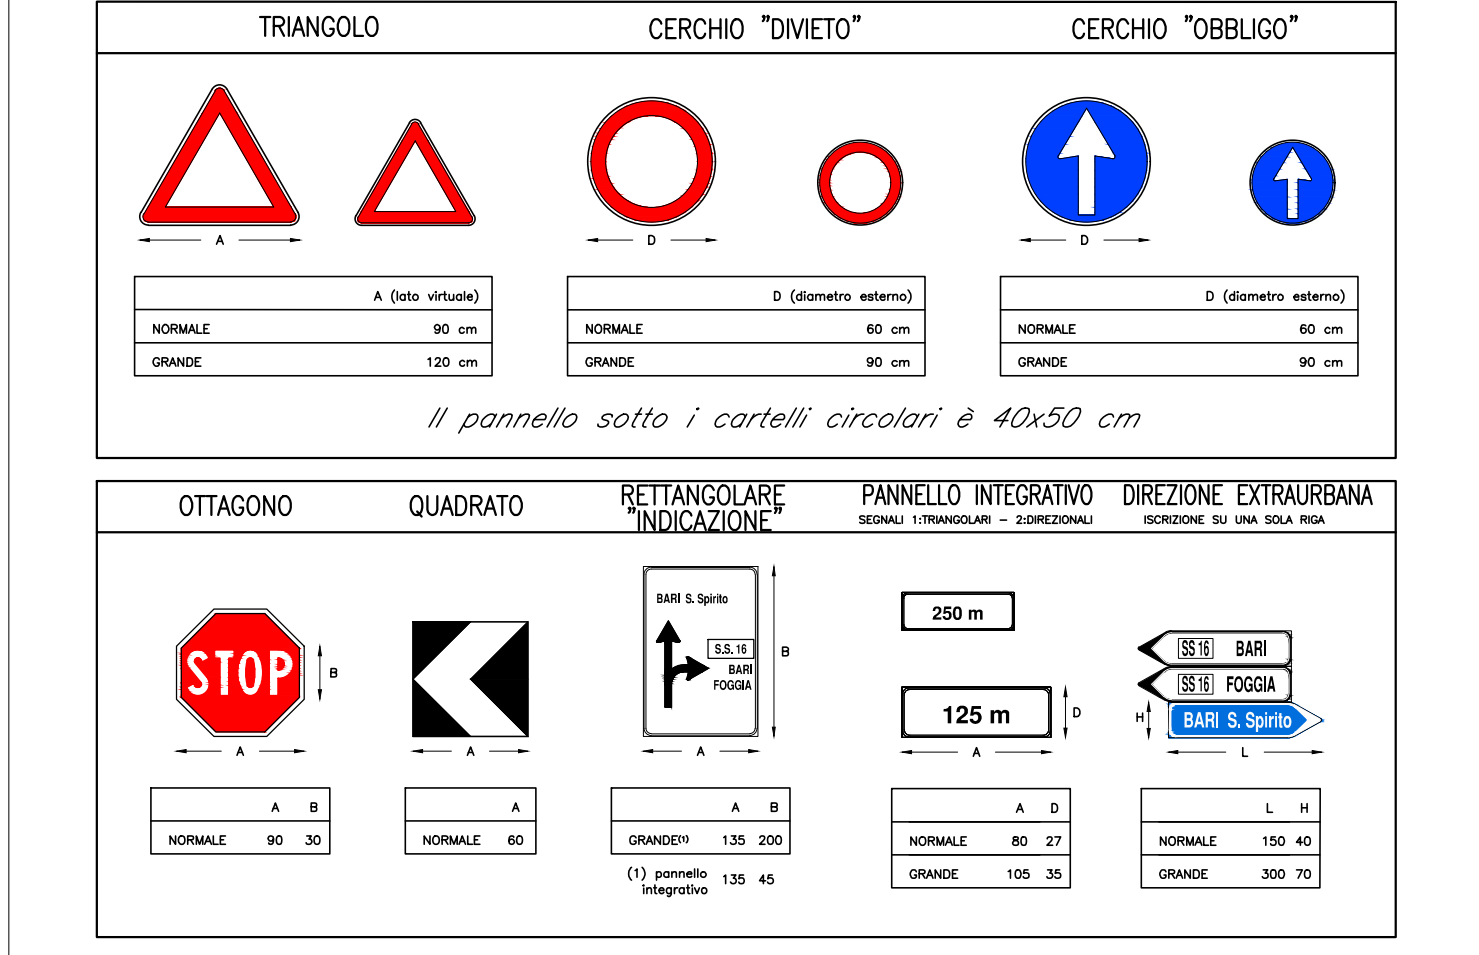 TRIANGOLO
CERCHIO "DIVIETO"
CERCHIO "OBBLIGO"
A
D
D
A (lato virtuale)
NORMALE 90 cm
GRANDE 120 cm
D (diametro esterno)
NORMALE 60 cm
GRANDE 90 cm
D (diametro esterno)
NORMALE 60 cm
GRANDE 90 cm
Il pannello sotto i cartelli circolari è 40x50 cm
OTTAGONO
QUADRATO
RETTANGOLARE
"INDICAZIONE"
PANNELLO INTEGRATIVO
SEGNALI 1:TRIANGOLARI – 2:DIREZIONALI
DIREZIONE EXTRAURBANA
ISCRIZIONE SU UNA SOLA RIGA
STOP
B
A
A
BARI S. Spirito
S.S. 16
BARI
FOGGIA
B
A
250 m
125 m
D
A
SS 16 BARI
SS 16 FOGGIA
BARI S. Spirito
H
L
A B
NORMALE 90 30
A
NORMALE 60
A B
GRANDE(1) 135 200
(1) pannello
integrativo 135 45
A D
NORMALE 80 27
GRANDE 105 35
L H
NORMALE 150 40
GRANDE 300 70